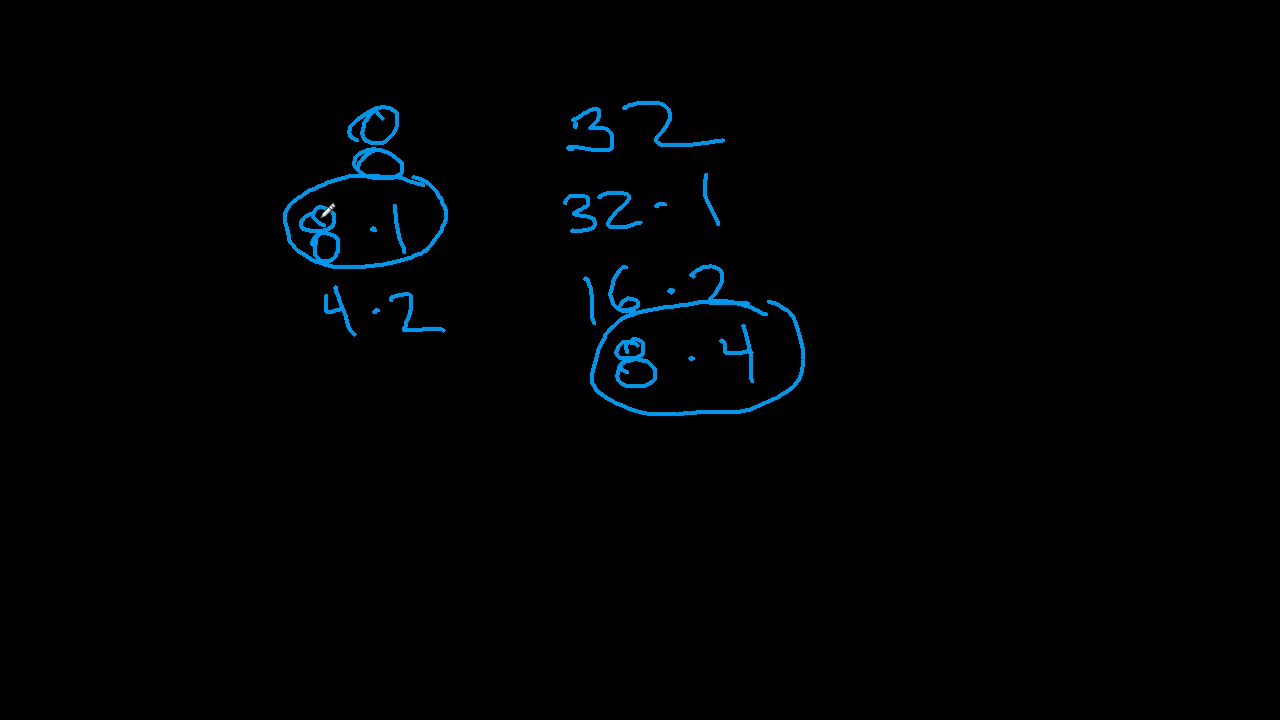 8 32
8 · 1 32 · 1
4 · 2 16 · 2
8 · 4